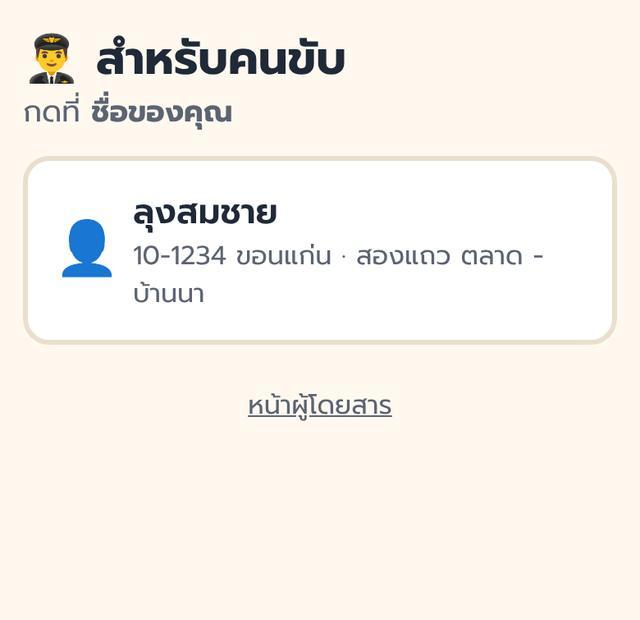 สำหรับคนขับ
กดที่ ชื่อของคุณ
ลุงสมชาย
10-1234 ขอนแก่น · สองแถว ตลาด -
บ้านนา
หน้าผู้โดยสาร